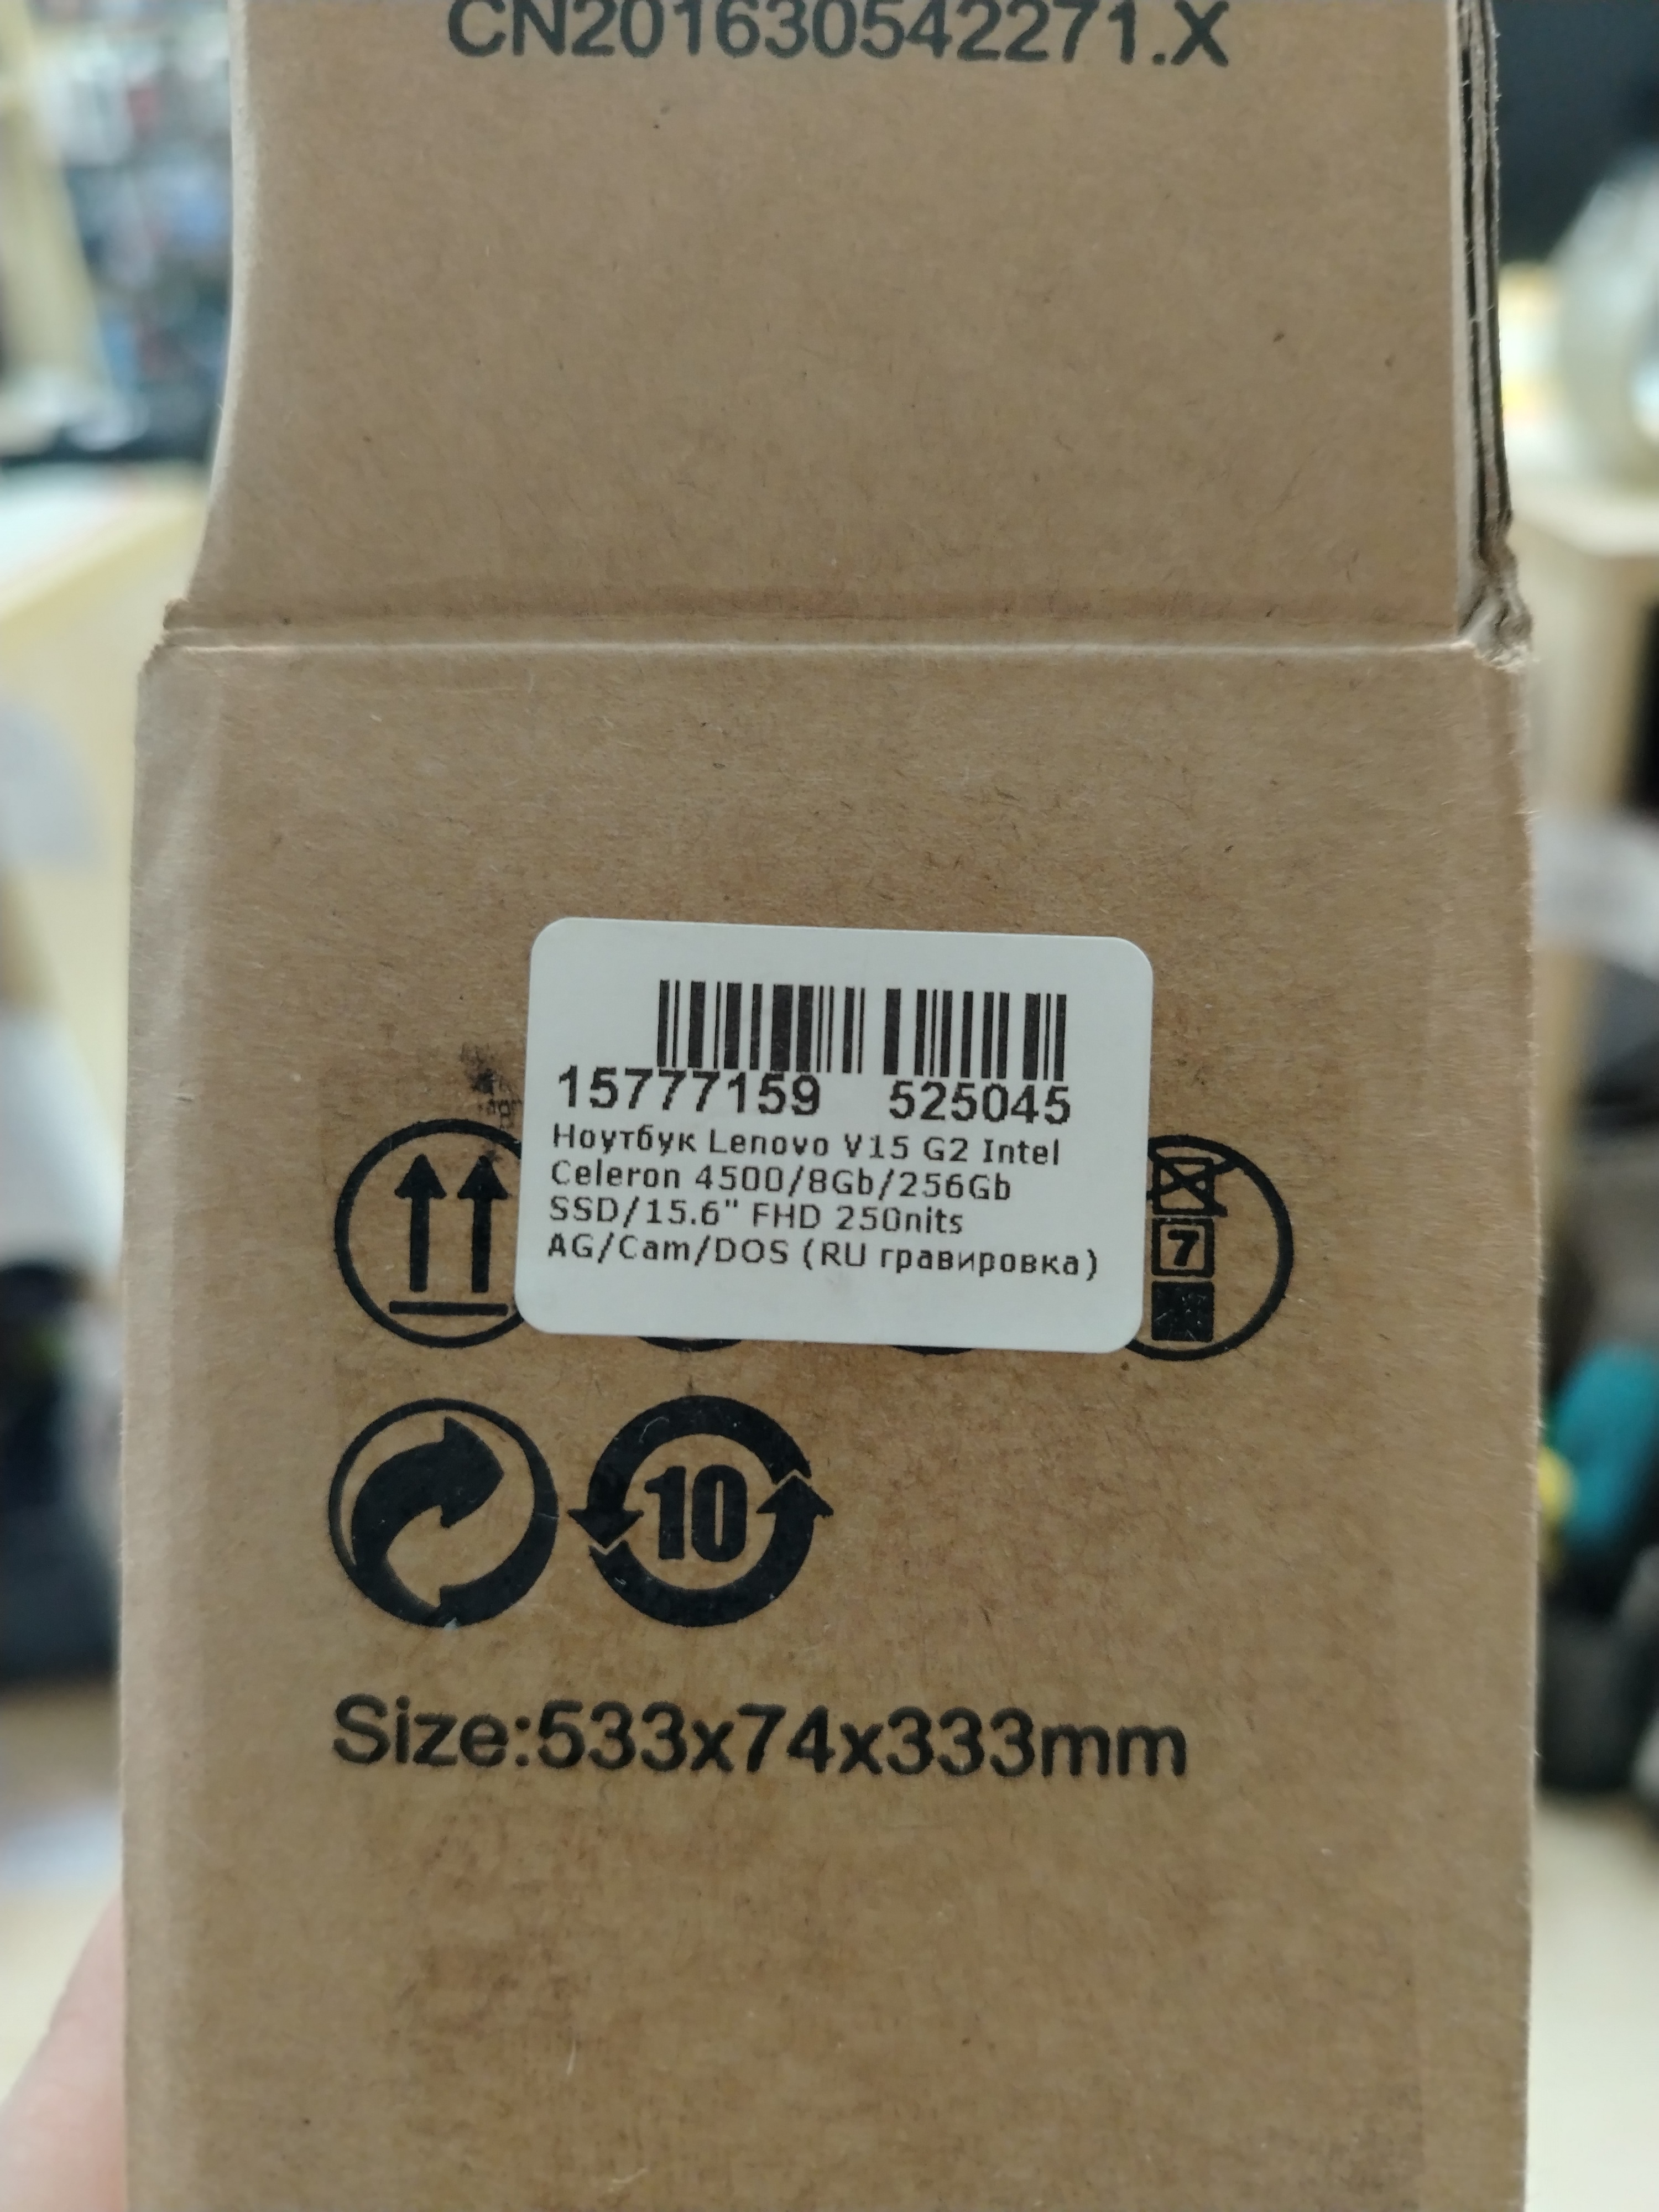 CN201630542271.X
15777159 525045
Ноутбук Lenovo V15 G2 Intel
Celeron 4500/8Gb/256Gb
SSD/15.6" FHD 250nits
AG/Cam/DOS (RU гравировка)
7
10
Size:533x74x333mm